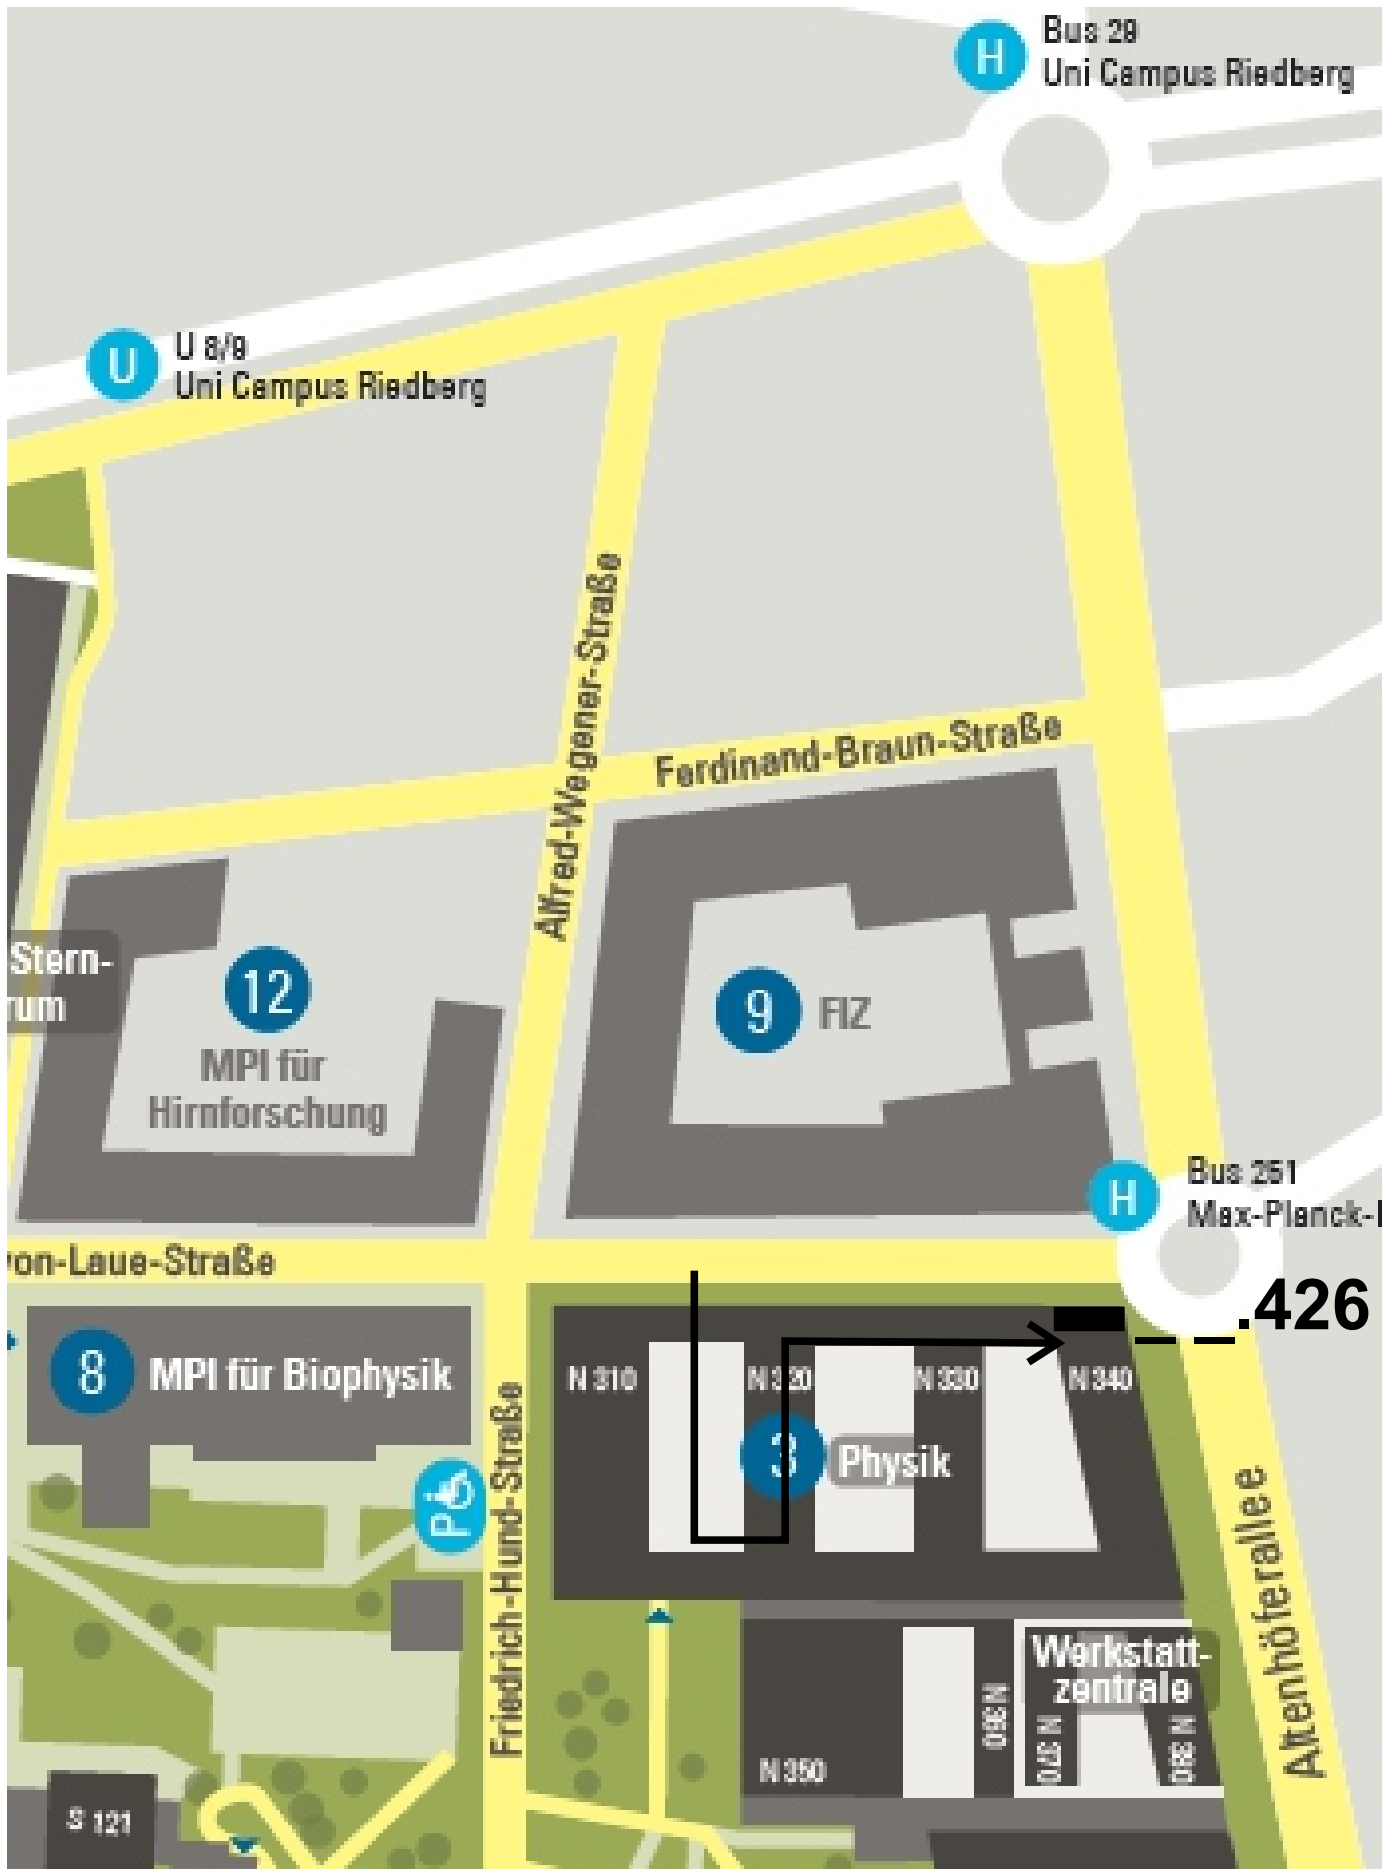 H
Bus 29
Uni Campus Riedberg
U
U 8/9
Uni Campus Riedberg
Alfred-Wegener-Straße
Ferdinand-Braun-Straße
Stern-
rum
12
MPI für
Hirnforschung
9 FIZ
H
Bus 251
Max-Planck-I
von-Laue-Straße
.426
8 MPI für Biophysik
N 310
N 320
N 330
N 340
3 Physik
P
Friedrich-Hund-Straße
Altenhöferallee
Werkstatt-
zentrale
N 350
N 360
N 370
N 380
S 121